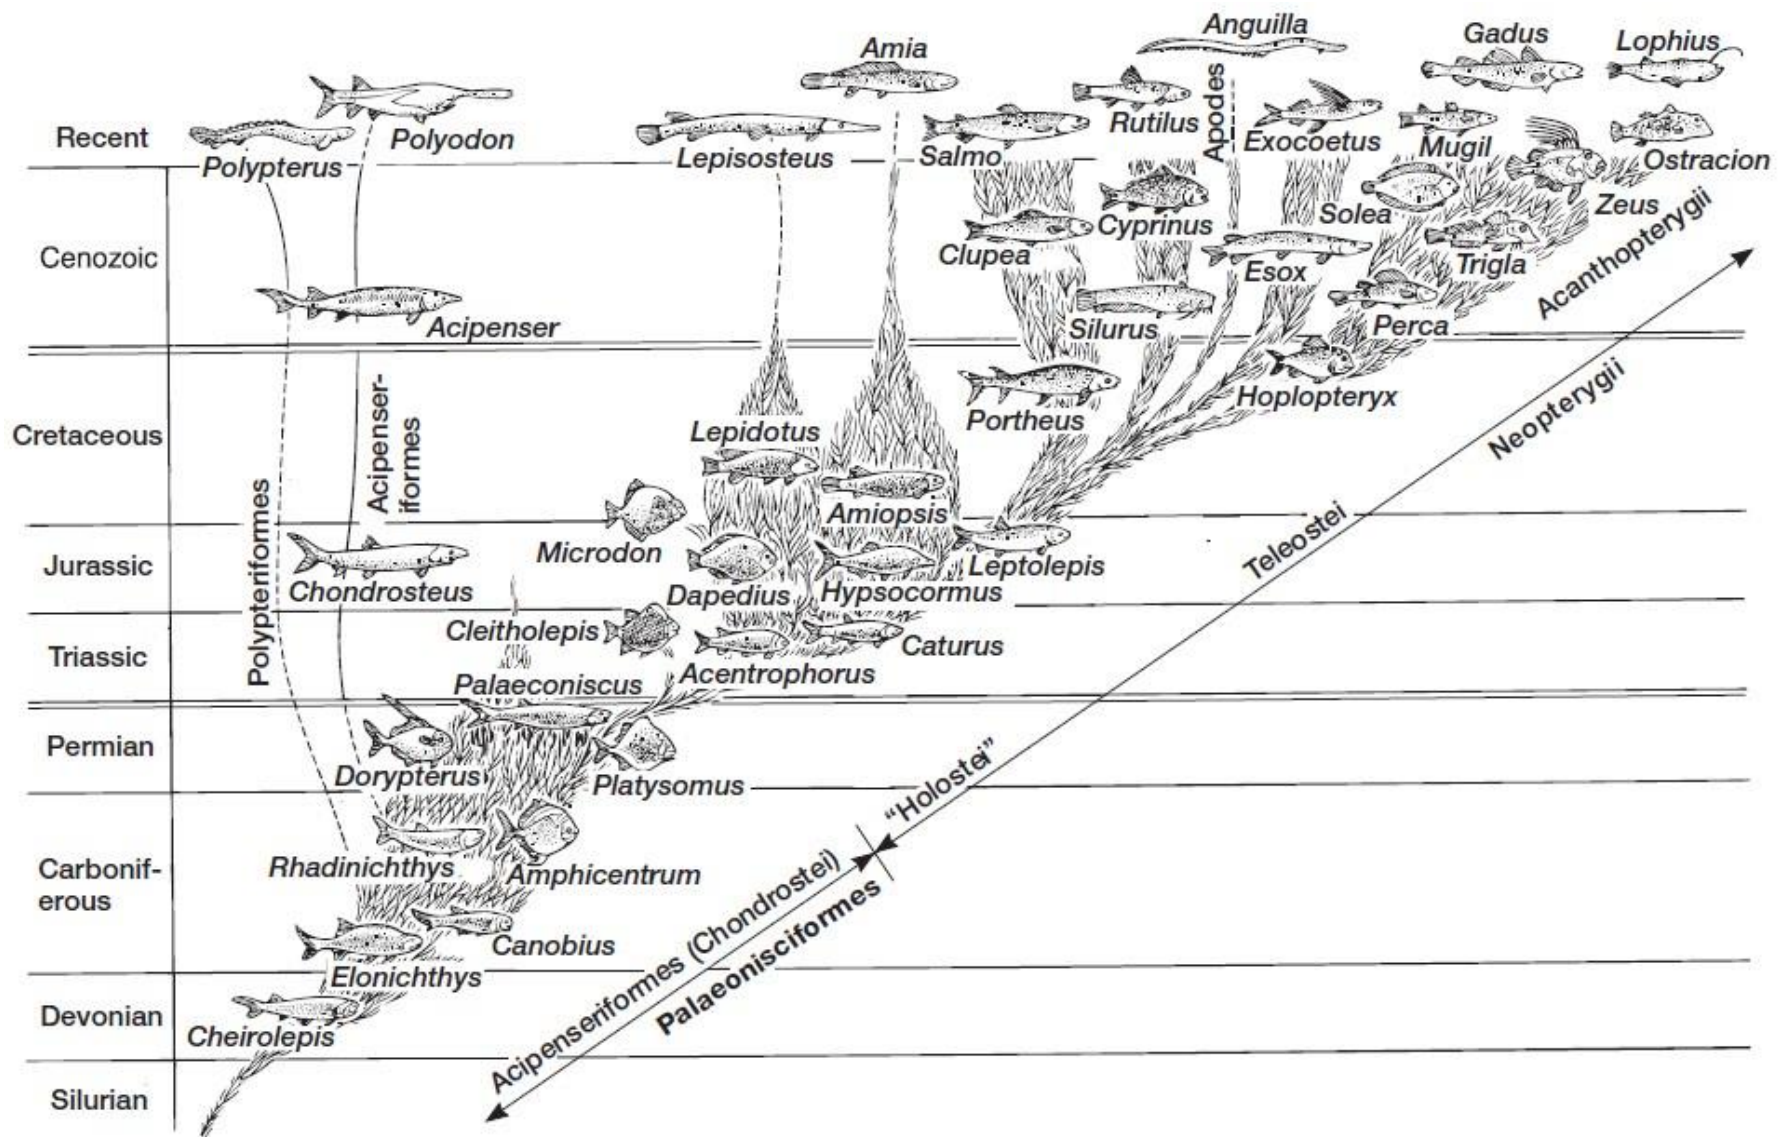 Anguilla
Gadus
Lophius
Amia
Apodes
Recent
Polypterus
Polyodon
Lepisosteus
Salmo
Rutilus
Exocoetus
Mugil
Ostracion
Cenozoic
Acipenser
Clupea
Cyprinus
Silurus
Esox
Solea
Trigla
Zeus
Perca
Acanthopterygii
Cretaceous
Acipenser-
iformes
Lepidotus
Amiopsis
Portheus
Hoplopteryx
Neopterygii
Polypteriformes
Jurassic
Chondrosteus
Microdon
Dapedius
Hypsocormus
Leptolepis
Teleostei
Triassic
Cleitholepis
Palaeconiscus
Acentrophorus
Caturus
Permian
Dorypterus
Platysomus
"Holostei"
Carbonif-
erous
Rhadinichthys
Amphicentrum
Canobius
Elonichthys
Acipenseriformes (Chondrostei)
Palaeonisciformes
Devonian
Cheirolepis
Silurian